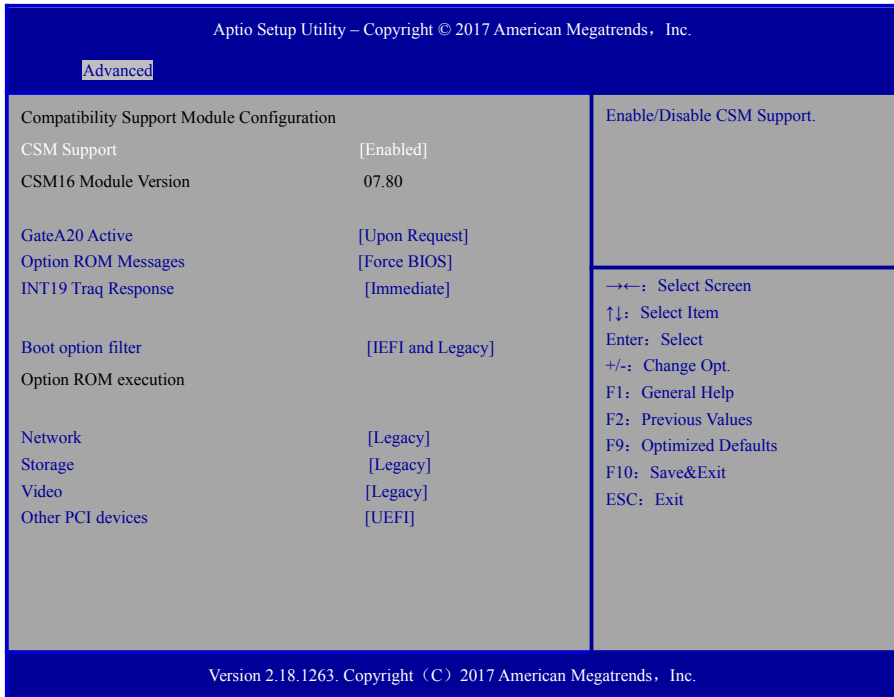 Aptio Setup Utility – Copyright © 2017 American Megatrends，Inc.
Advanced
Compatibility Support Module Configuration
CSM Support [Enabled]
CSM16 Module Version 07.80
GateA20 Active [Upon Request]
Option ROM Messages [Force BIOS]
INT19 Traq Response [Immediate]
Boot option filter [IEFI and Legacy]
Option ROM execution
Network [Legacy]
Storage [Legacy]
Video [Legacy]
Other PCI devices [UEFI]
Enable/Disable CSM Support.
→←：Select Screen
↑↓：Select Item
Enter：Select
+/-：Change Opt.
F1：General Help
F2：Previous Values
F9：Optimized Defaults
F10：Save&Exit
ESC：Exit
Version 2.18.1263. Copyright（C）2017 American Megatrends，Inc.